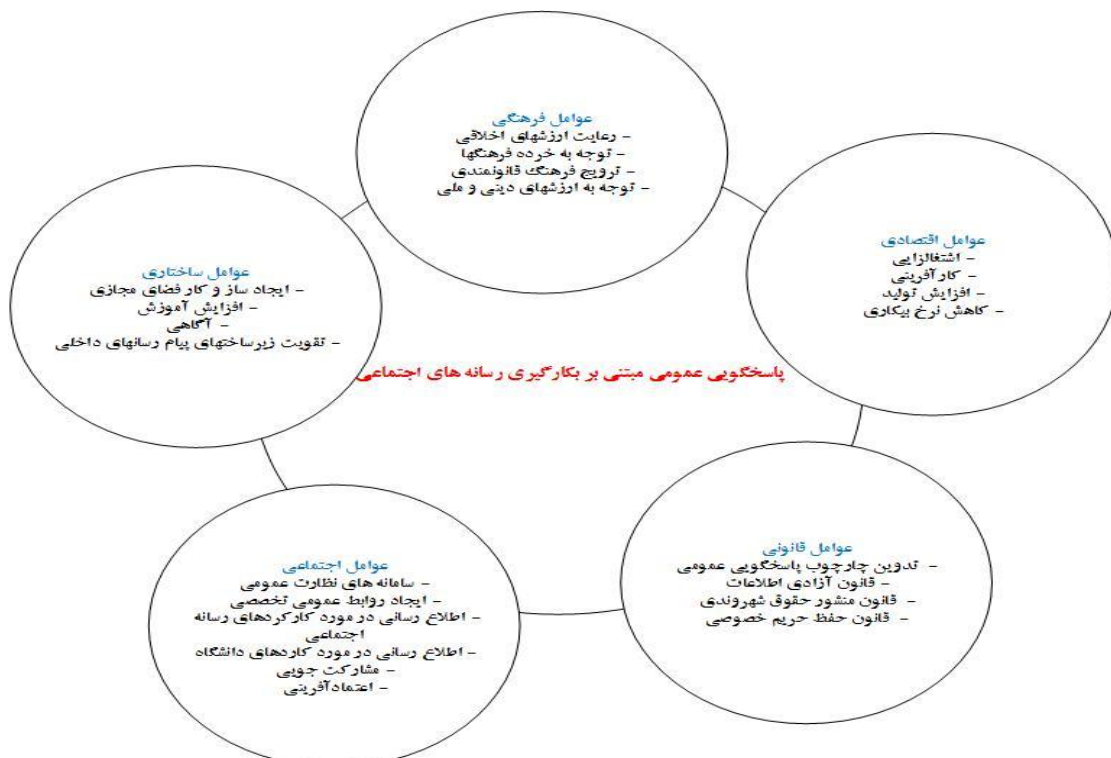 عوامل فرهنگی
- رعایت ارزشهای اخلاقی
- توجه به خرده فرهنگها
- ترویج فرهنگ قانونمندی
- توجه به ارزشهای دینی و ملی
عوامل اقتصادی
- اشتغالزایی
- کارآفرینی
- افزایش تولید
- کاهش نرخ بیکاری
عوامل ساختاری
- ایجاد ساز و کار فضای مجازی
- افزایش آموزش
- آگاهی
- تقویت زیرساختهای پیام رسانهای داخلی
پاسخگویی عمومی مبتنی بر بکارگیری رسانه های اجتماعی
عوامل قانونی
- تدوین چارچوب پاسخگویی عمومی
- قانون آزادی اطلاعات
- قانون منشور حقوق شهروندی
- قانون حفظ حریم خصوصی
عوامل اجتماعی
- سامانه های نظارت عمومی
- ایجاد روابط عمومی تخصصی
- اطلاع رسانی در مورد کارکردهای رسانه
اجتماعی
- اطلاع رسانی در مورد کاردهای دانشگاه
- مشارکت جویی
- اعتمادآفرینی